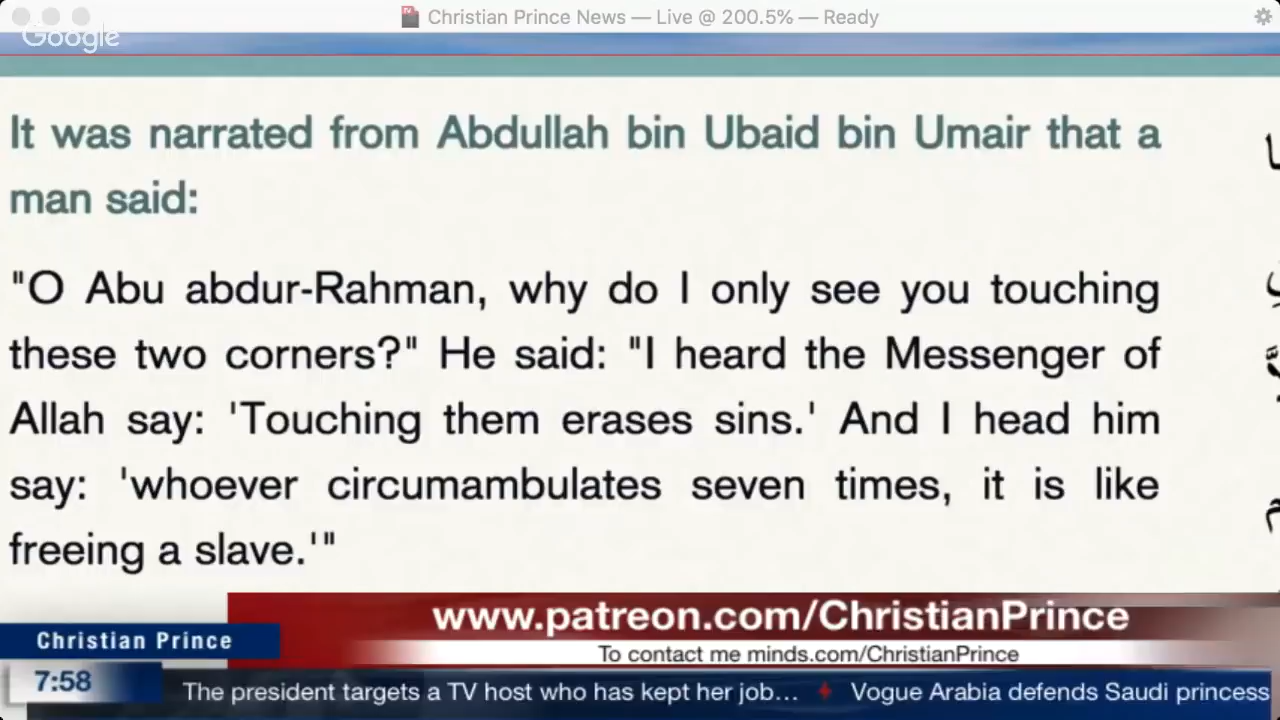 Christian Prince News — Live @ 200.5% — Ready
Google
It was narrated from Abdullah bin Ubaid bin Umair that a
man said:
"O Abu abdur-Rahman, why do I only see you touching
these two corners?" He said: "I heard the Messenger of
Allah say: 'Touching them erases sins.' And I head him
say: 'whoever circumambulates seven times, it is like
freeing a slave.'"
www.patreon.com/ChristianPrince
Christian Prince
To contact me minds.com/ChristianPrince
7:58
The president targets a TV host who has kept her job... Vogue Arabia defends Saudi princess